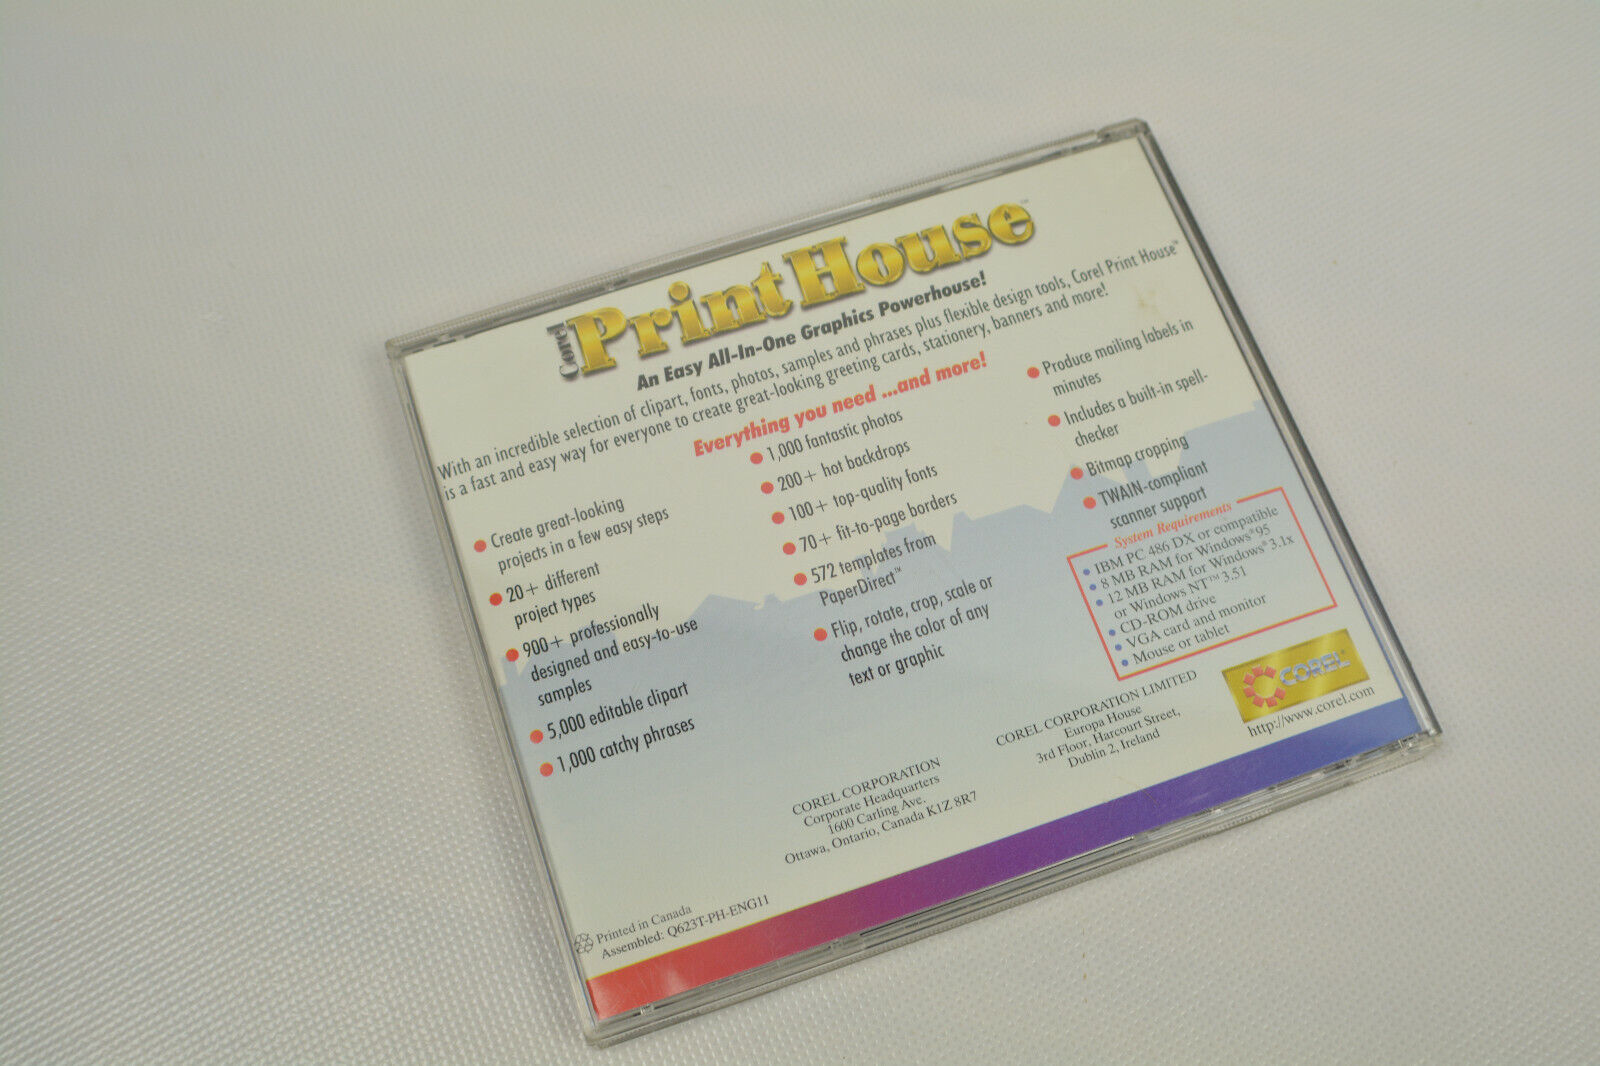 Corel
PrintHouse™
An Easy All-In-One Graphics Powerhouse!
With an incredible selection of clipart, fonts, photos, samples and phrases plus flexible design tools, Corel Print House™
is a fast and easy way for everyone to create great-looking greeting cards, stationery, banners and more!
Everything you need ...and more!
• Create great-looking
projects in a few easy steps
• 20+ different
project types
• 900+ professionally
designed and easy-to-use
samples
• 5,000 editable clipart
• 1,000 catchy phrases
• 1,000 fantastic photos
• 200+ hot backdrops
• 100+ top-quality fonts
• 70+ fit-to-page borders
• 572 templates from
PaperDirect™
• Flip, rotate, crop, scale or
change the color of any
text or graphic
• Produce mailing labels in
minutes
• Includes a built-in spell-
checker
• Bitmap cropping
• TWAIN-compliant
scanner support
System Requirements
• IBM PC 486 DX or compatible
• 8 MB RAM for Windows® 95
• 12 MB RAM for Windows® 3.1x
or Windows NT™ 3.51
• CD-ROM drive
• VGA card and monitor
• Mouse or tablet
COREL®
http://www.corel.com
COREL CORPORATION LIMITED
Europa House
3rd Floor, Harcourt Street,
Dublin 2, Ireland
COREL CORPORATION
Corporate Headquarters
1600 Carling Ave.
Ottawa, Ontario, Canada K1Z 8R7
Printed in Canada
Assembled: Q623T-PH-ENG11